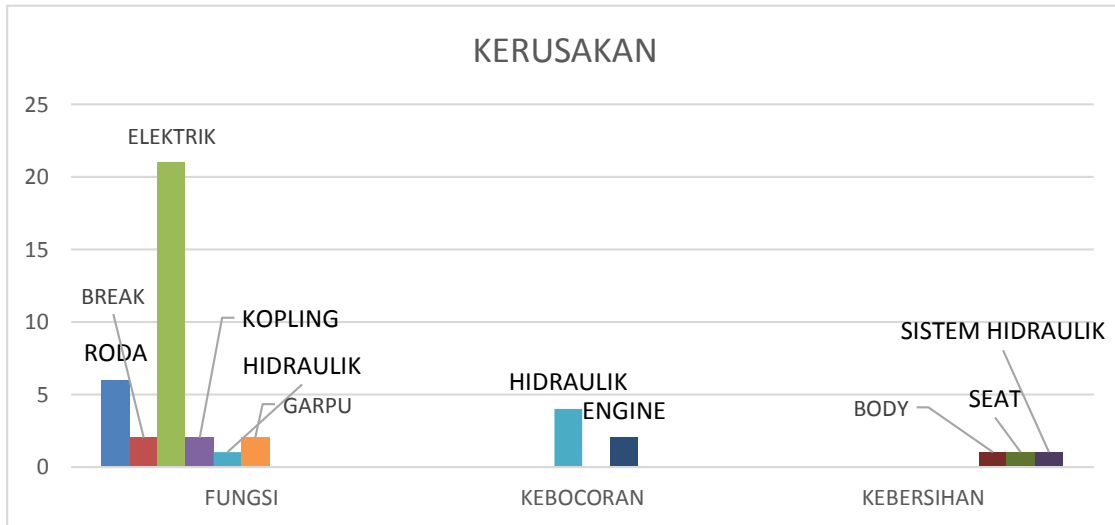 KERUSAKAN
25
20
15
10
5
0
ELEKTRIK
BREAK
KOPLING
RODA
HIDRAULIK
GARPU
HIDRAULIK
ENGINE
SISTEM HIDRAULIK
SEAT
BODY
FUNGSI
KEBOCORAN
KEBERSIHAN